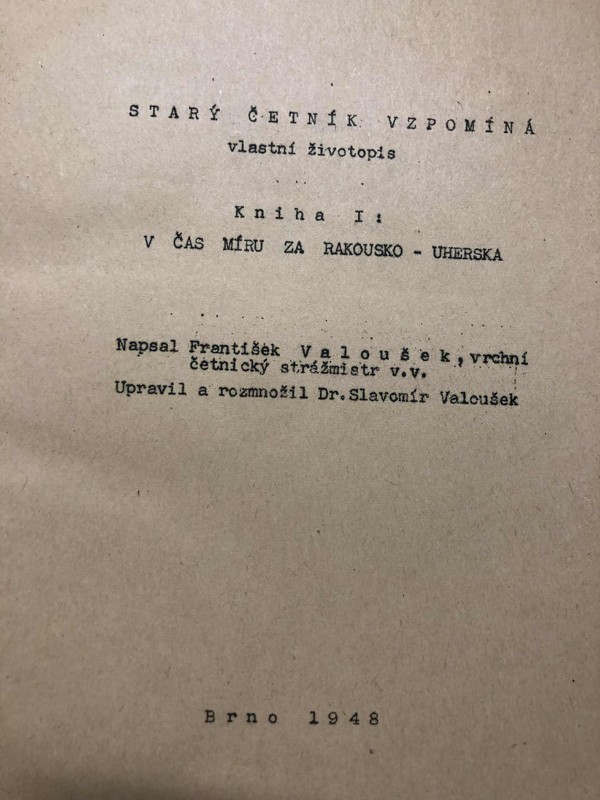 STARÝ ČETNÍK VZPOMÍNÁ
vlastní životopis
Kniha I:
V ČAS MÍRU ZA RAKOUSKO - UHERSKA
Napsal František Valoušek, vrchní
četnický strážmistr v.v.
Upravil a rozmnožil Dr.Slavomír Valoušek
Brno 1948